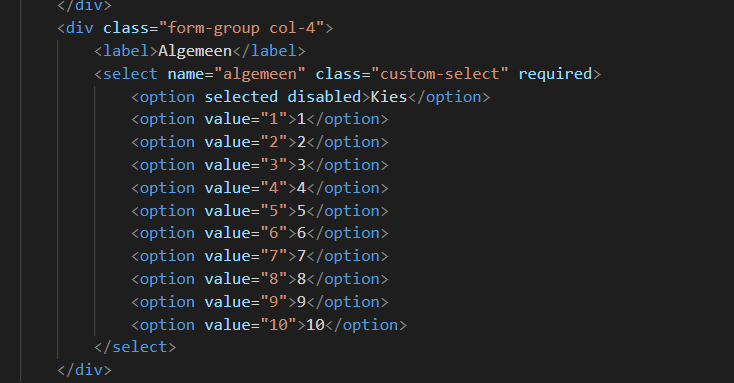 </div>
<div class="form-group col-4">
<label>Algemeen</label>
<select name="algemeen" class="custom-select" required>
<option selected disabled>Kies</option>
<option value="1">1</option>
<option value="2">2</option>
<option value="3">3</option>
<option value="4">4</option>
<option value="5">5</option>
<option value="6">6</option>
<option value="7">7</option>
<option value="8">8</option>
<option value="9">9</option>
<option value="10">10</option>
</select>
</div>